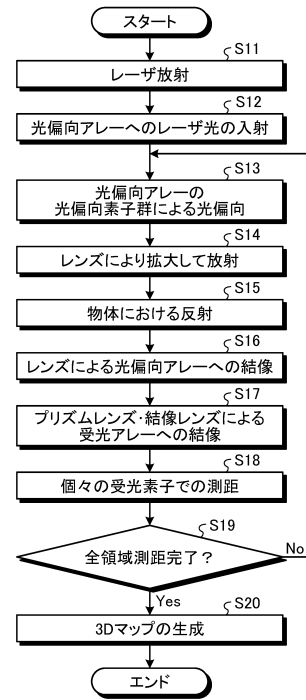 スタート
S11
レーザ放射
S12
光偏向アレーへのレーザ光の入射
S13
光偏向アレーの
光偏向素子群による光偏向
S14
レンズにより拡大して放射
S15
物体における反射
S16
レンズによる光偏向アレーへの結像
S17
プリズムレンズ・結像レンズによる
受光アレーへの結像
S18
個々の受光素子での測距
S19
全領域測距完了？
No
Yes
S20
3Dマップの生成
エンド